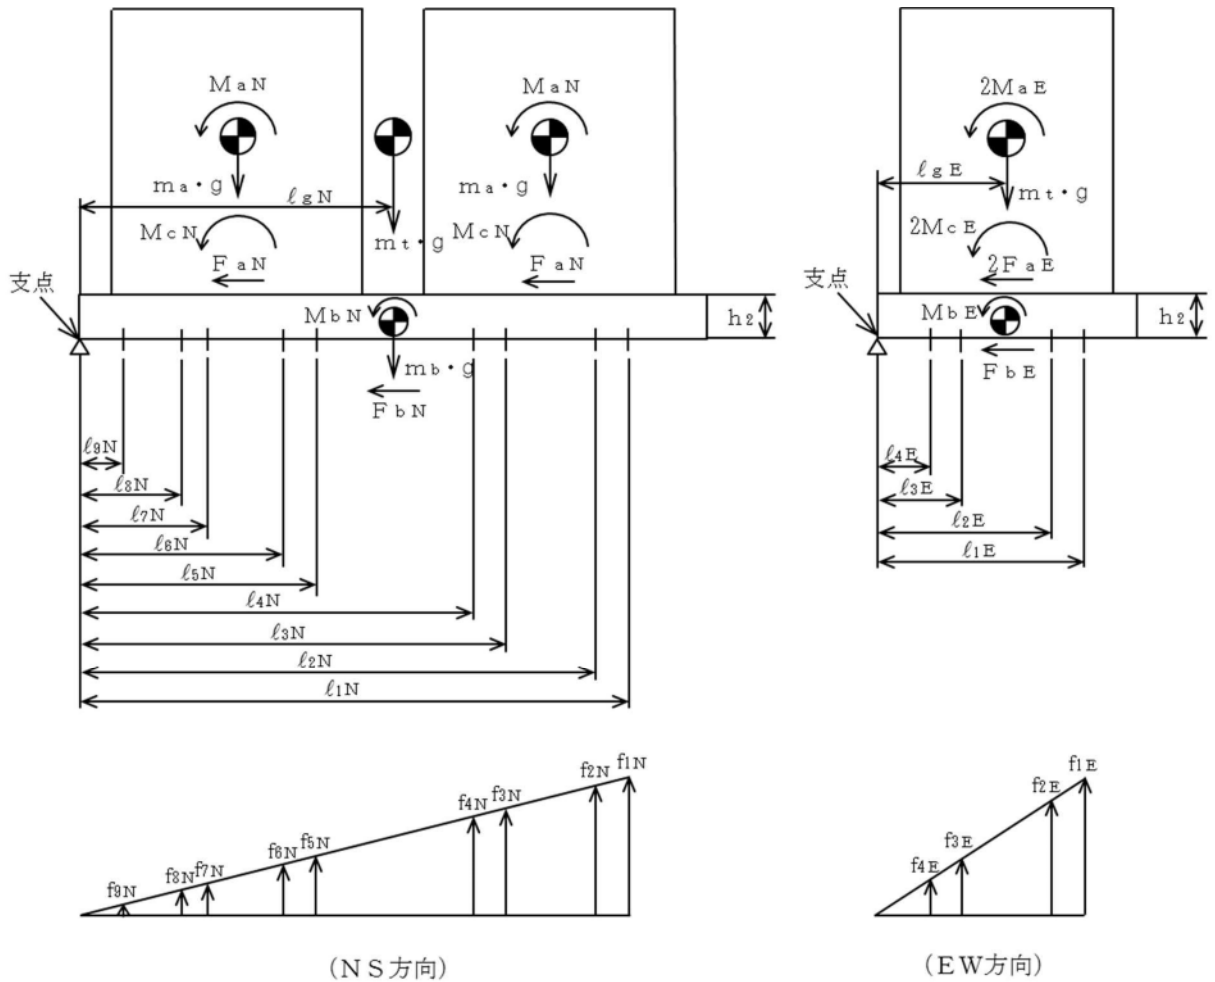 MaN
MaN
2MaE
ma・g
ℓgN
ma・g
ℓgE
mt・g
McN
mt・g
McN
2McE
FaN
FaN
2FaE
支点
支点
MbN
h2
MbE
h2
mb・g
FbN
FbE
ℓ9N
ℓ4E
ℓ8N
ℓ3E
ℓ7N
ℓ2E
ℓ6N
ℓ1E
ℓ5N
ℓ4N
ℓ3N
ℓ2N
ℓ1N
f1N
f1E
f2N
f2E
f3N
f4N
f5N
f3E
f6N
f7N
f4E
f8N
f9N
(NS方向)
(EW方向)